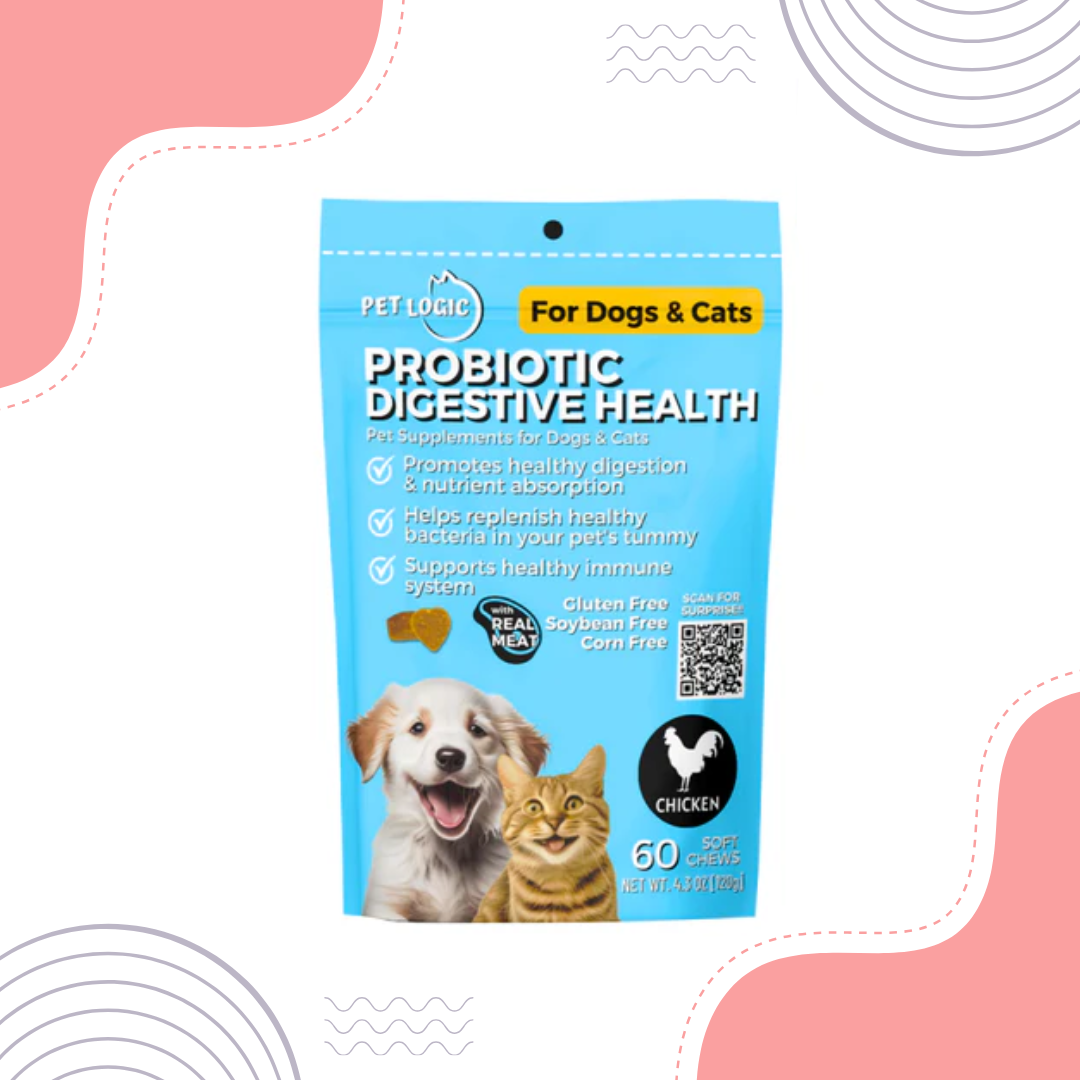 PET LOGIC
For Dogs & Cats
PROBIOTIC
DIGESTIVE HEALTH
Pet Supplements for Dogs & Cats
Promotes healthy digestion
& nutrient absorption
Helps replenish healthy
bacteria in your pet's tummy
Supports healthy immune
system
with
REAL
MEAT
Gluten Free
Soybean Free
Corn Free
SCAN FOR
SURPRISE!!
CHICKEN
60 SOFT
CHEWS
NET WT. 4.3 OZ (120g)